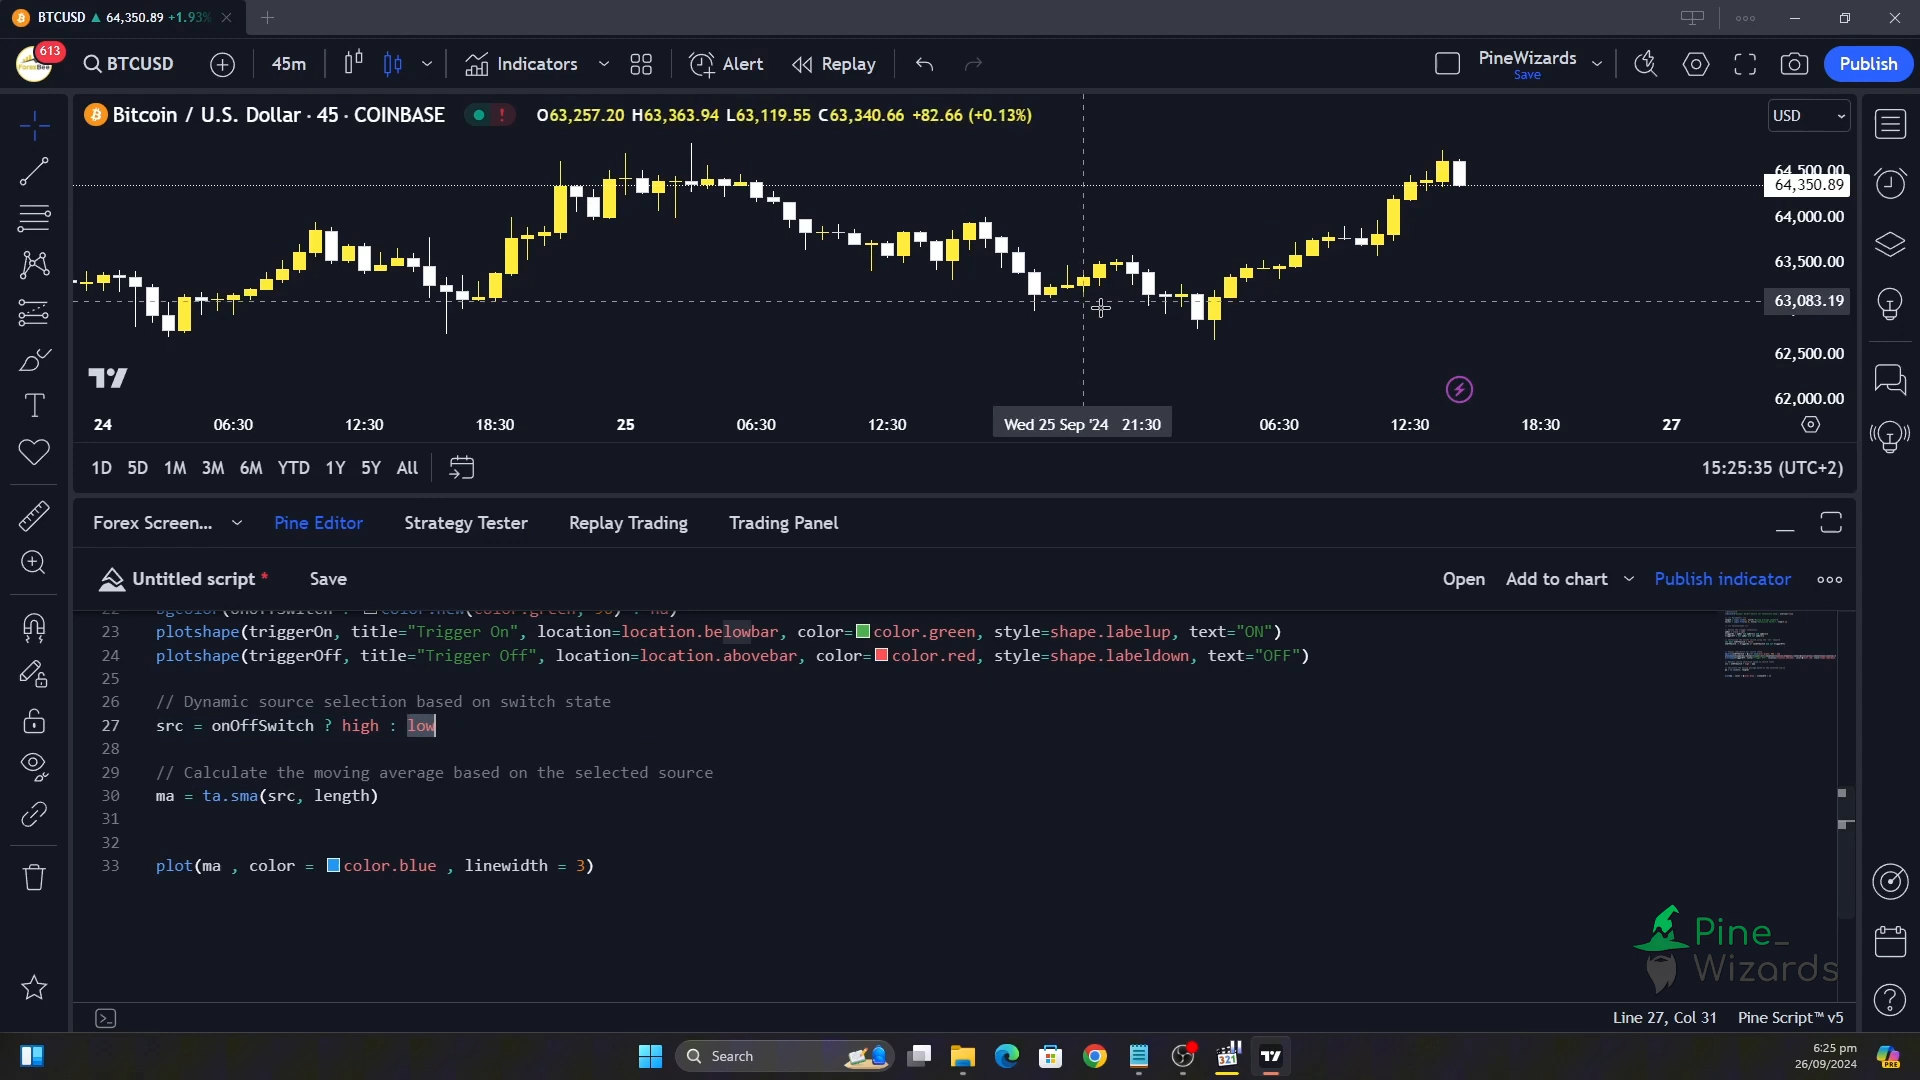 BTCUSD ▲ 64,350.89 +1.93%
613
BTCUSD
45m
Indicators
Alert
Replay
PineWizards
Save
Publish
Bitcoin / U.S. Dollar · 45 · COINBASE
O63,257.20 H63,363.94 L63,119.55 C63,340.66 +82.66 (+0.13%)
USD
64,500.00
64,350.89
64,000.00
63,500.00
63,083.19
62,500.00
62,000.00
24 06:30 12:30 18:30 25 06:30 12:30 Wed 25 Sep '24 21:30 06:30 12:30 18:30 27
1D 5D 1M 3M 6M YTD 1Y 5Y All
15:25:35 (UTC+2)
Forex Screen... Pine Editor Strategy Tester Replay Trading Trading Panel
Untitled script * Save
Open Add to chart Publish indicator
23 plotshape(triggerOn, title="Trigger On", location=location.belowbar, color=color.green, style=shape.labelup, text="ON")
24 plotshape(triggerOff, title="Trigger Off", location=location.abovebar, color=color.red, style=shape.labeldown, text="OFF")
25
26 // Dynamic source selection based on switch state
27 src = onOffSwitch ? high : low
28
29 // Calculate the moving average based on the selected source
30 ma = ta.sma(src, length)
31
32
33 plot(ma , color = color.blue , linewidth = 3)
Pine_
Wizards
Line 27, Col 31 Pine Script™ v5
Search
321
6:25 pm
26/09/2024
PRE